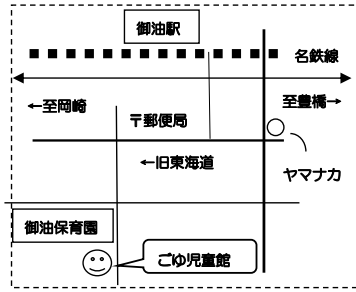 御油駅
名鉄線
←至岡崎
至豊橋→
〒郵便局
←旧東海道
ヤマナカ
御油保育園
ごゆ児童館